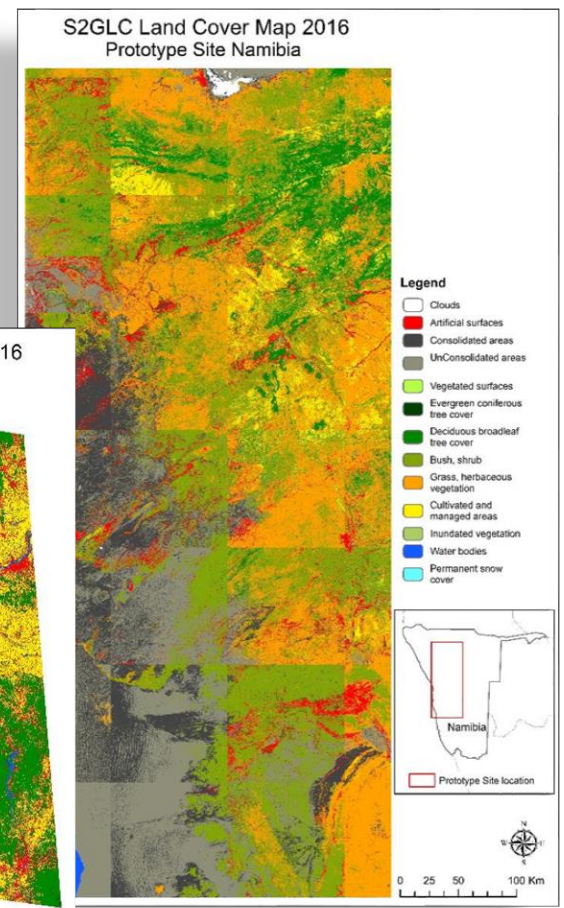 S2GLC Land Cover Map 2016
Prototype Site Namibia
16
Legend
Clouds
Artificial surfaces
Consolidated areas
UnConsolidated areas
Vegetated surfaces
Evergreen coniferous
tree cover
Deciduous broadleaf
tree cover
Bush, shrub
Grass, herbaceous
vegetation
Cultivated and
managed areas
Inundated vegetation
Water bodies
Permanent snow
cover
Namibia
Prototype Site location
N
W
E
S
0 25 50 100 Km